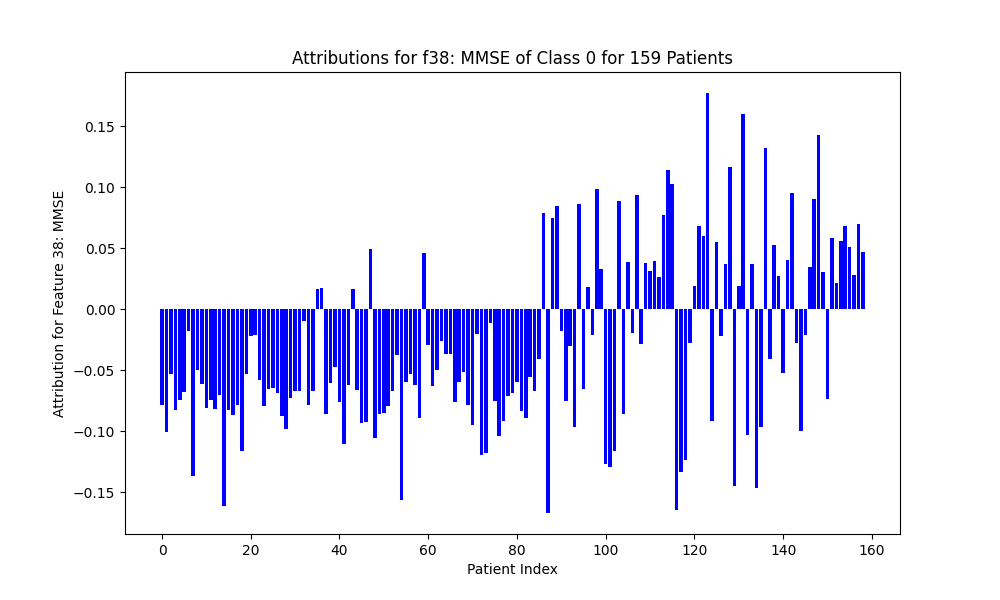 Attributions for f38: MMSE of Class 0 for 159 Patients
Attribution for Feature 38: MMSE
0.15
0.10
0.05
0.00
−0.05
−0.10
−0.15
0 20 40 60 80 100 120 140 160
Patient Index